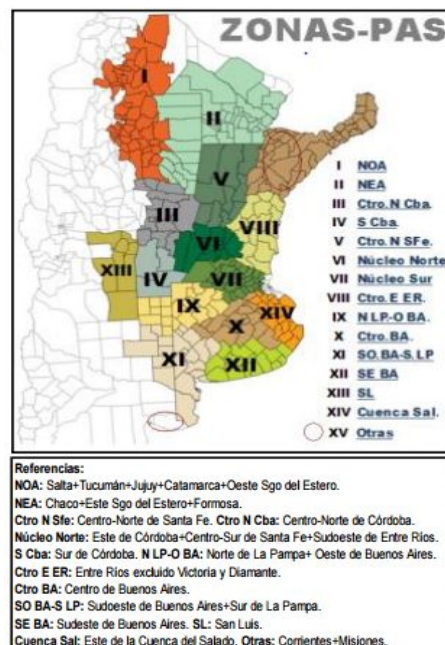 ZONAS-PAS
I
II
III
V
VIII
VI
XIII
IV
VII
IX
XIV
X
XI
XII
I NOA
II NEA
III Ctro.N Cba
IV S Cba.
V Ctro.N SFe.
VI Núcleo Norte
VII Núcleo Sur
VIII Ctro.E ER.
IX N LP.-O BA.
X Ctro.BA.
XI SO.BA-S.LP
XII SE BA
XIII SL
XIV Cuenca Sal.
XV Otras
Referencias:
NOA: Salta+Tucumán+Jujuy+Catamarca+Oeste Sgo del Estero.
NEA: Chaco+Este Sgo del Estero+Formosa.
Ctro N Sfe: Centro-Norte de Santa Fe. Ctro N Cba: Centro-Norte de Córdoba.
Núcleo Norte: Este de Córdoba+Centro-Sur de Santa Fe+Sudoeste de Entre Ríos.
S Cba: Sur de Córdoba. N LP-O BA: Norte de La Pampa+ Oeste de Buenos Aires.
Ctro E ER: Entre Ríos excluido Victoria y Diamante.
Ctro BA: Centro de Buenos Aires.
SO BA-S LP: Sudoeste de Buenos Aires+Sur de La Pampa.
SE BA: Sudeste de Buenos Aires. SL: San Luis.
Cuenca Sal: Este de la Cuenca del Salado. Otras: Corrientes+Misiones.